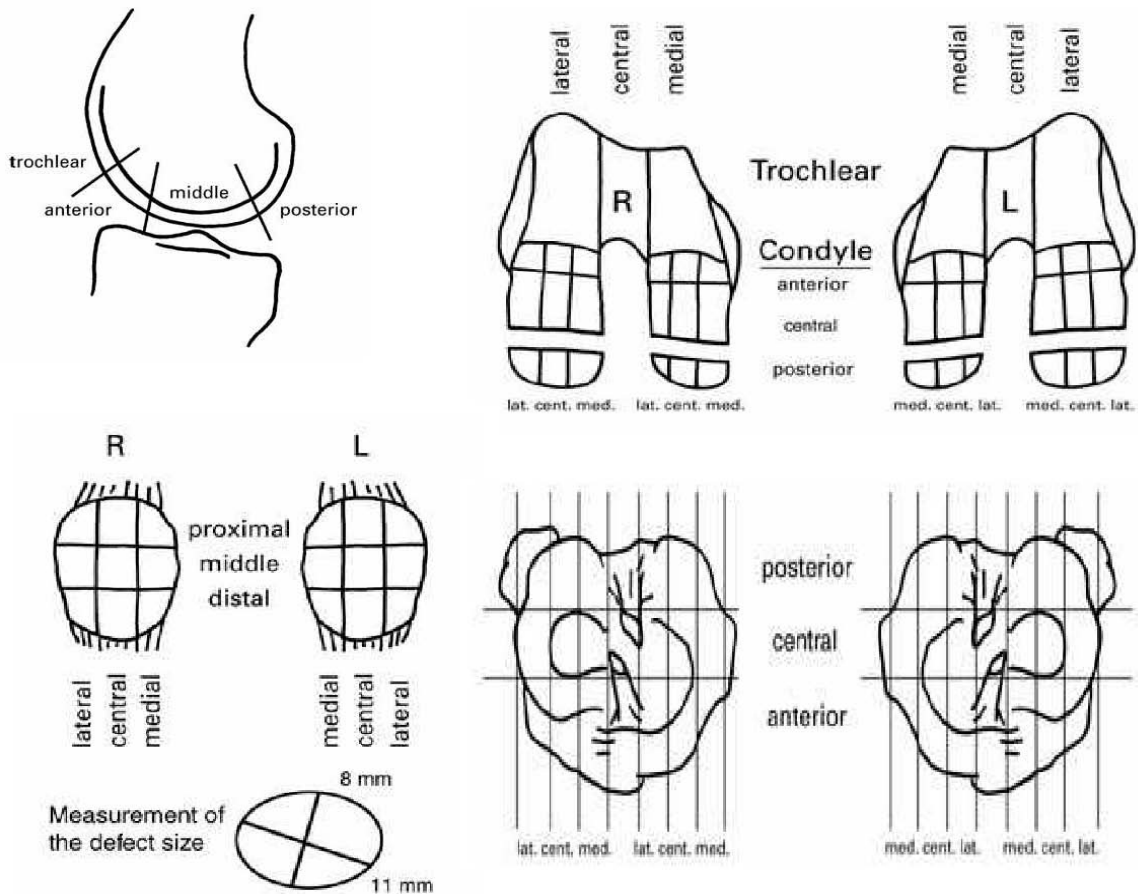 trochlear
anterior
middle
posterior
lateral
central
medial
medial
central
lateral
R
Trochlear
L
Condyle
anterior
central
posterior
lat. cent. med.
lat. cent. med.
med. cent. lat.
med. cent lat.
R
L
proximal
middle
distal
lateral
central
medial
medial
central
lateral
Measurement of
the defect size
8 mm
11 mm
posterior
central
anterior
lat. cent. med.
lat. cent. med.
med. cent. lat.
med. cent. lat.